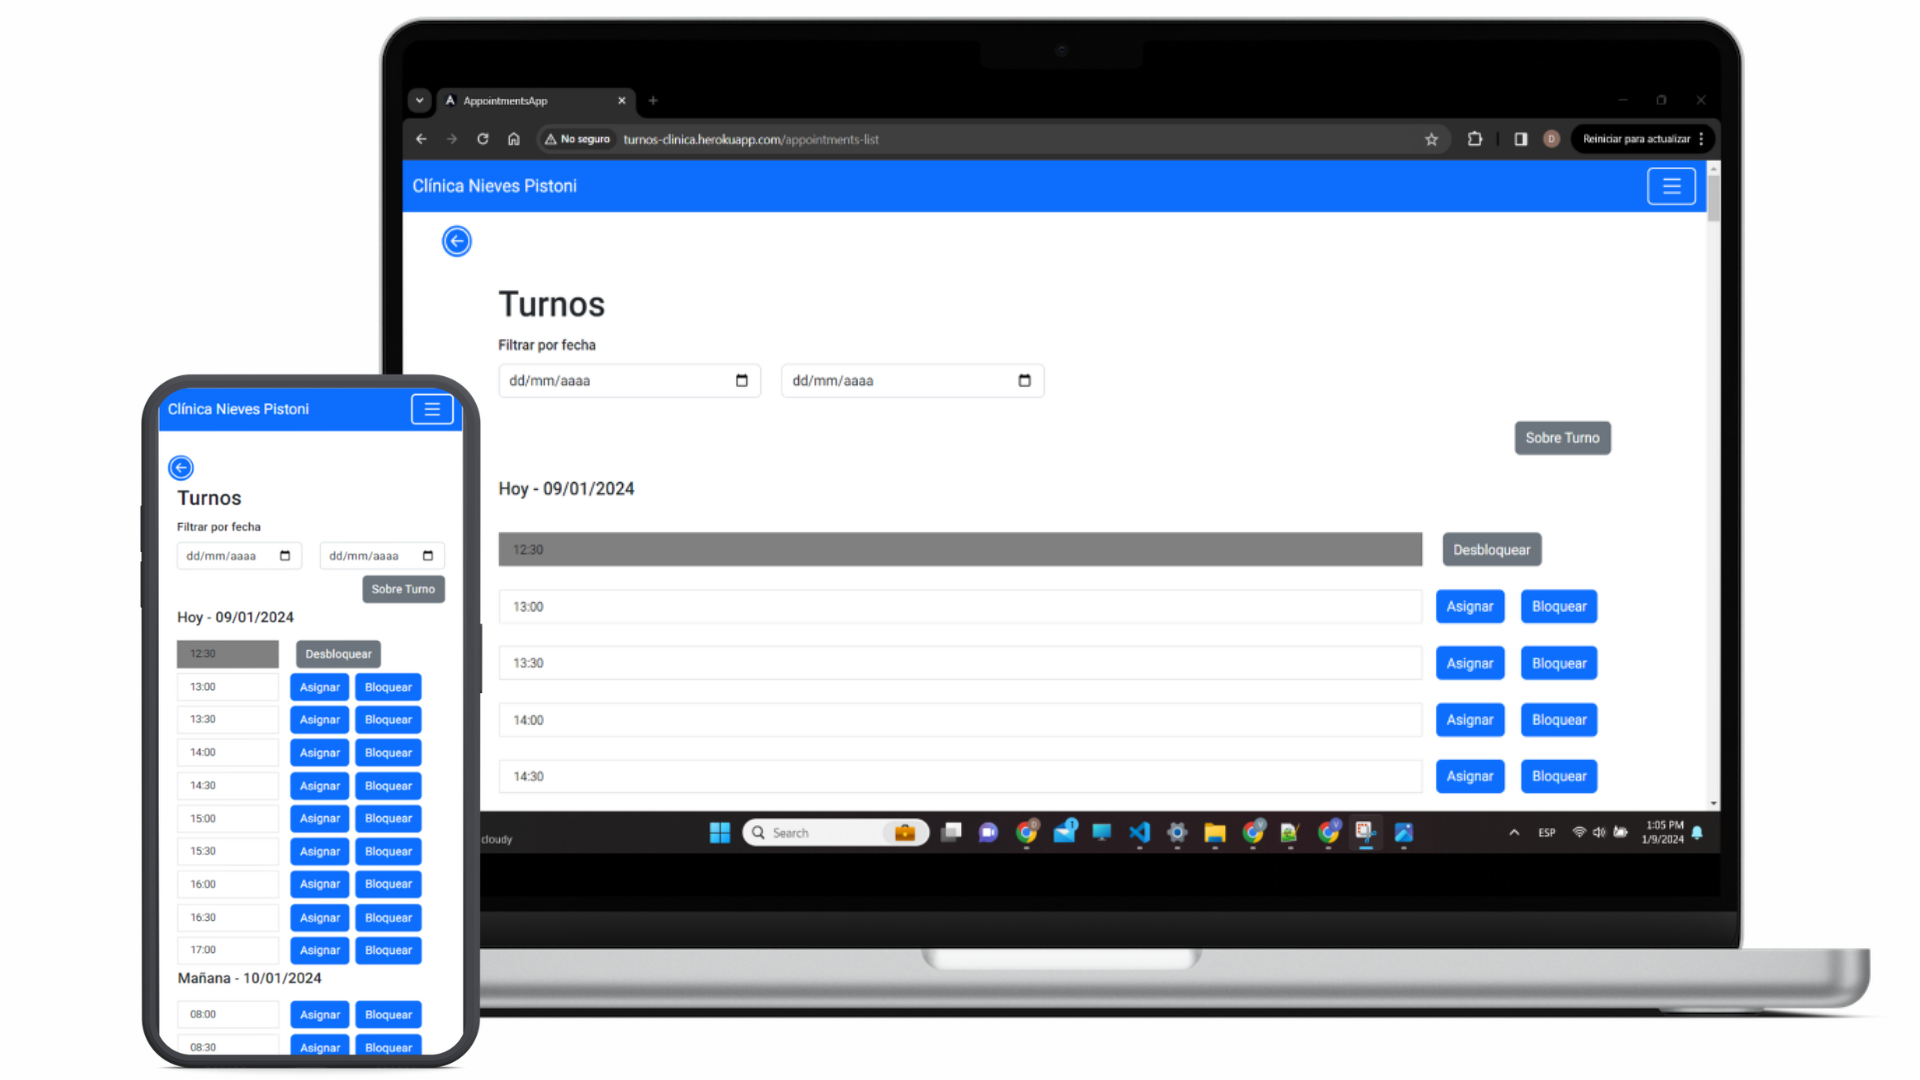 AppointmentsApp
No seguro turnos-clinica.herokuapp.com/appointments-list
D
Reiniciar para actualizar
Clínica Nieves Pistoni
Turnos
Filtrar por fecha
dd/mm/aaaa dd/mm/aaaa
Sobre Turno
Hoy - 09/01/2024
12:30 Desbloquear
13:00 Asignar Bloquear
13:30 Asignar Bloquear
14:00 Asignar Bloquear
14:30 Asignar Bloquear
cloudy
Search
1
ESP
1:05 PM
1/9/2024
Clínica Nieves Pistoni
Turnos
Filtrar por fecha
dd/mm/aaaa dd/mm/aaaa
Sobre Turno
Hoy - 09/01/2024
12:30 Desbloquear
13:00 Asignar Bloquear
13:30 Asignar Bloquear
14:00 Asignar Bloquear
14:30 Asignar Bloquear
15:00 Asignar Bloquear
15:30 Asignar Bloquear
16:00 Asignar Bloquear
16:30 Asignar Bloquear
17:00 Asignar Bloquear
Mañana - 10/01/2024
08:00 Asignar Bloquear
08:30 Asignar Bloquear